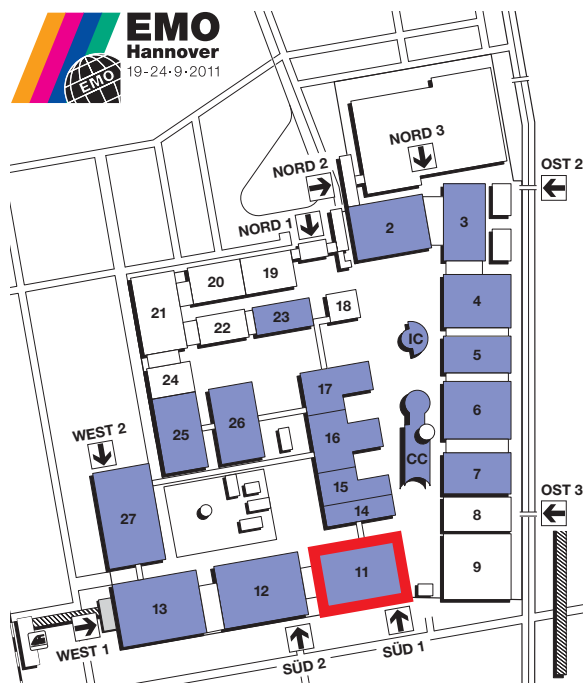 EMO
Hannover
19-24·9·2011
EMO
NORD 3
NORD 2
OST 2
NORD 1
2
3
21
20
19
4
22
23
18
IC
5
24
17
6
25
26
16
CC
WEST 2
7
15
27
14
8
OST 3
11
9
12
13
WEST 1
SÜD 2
SÜD 1